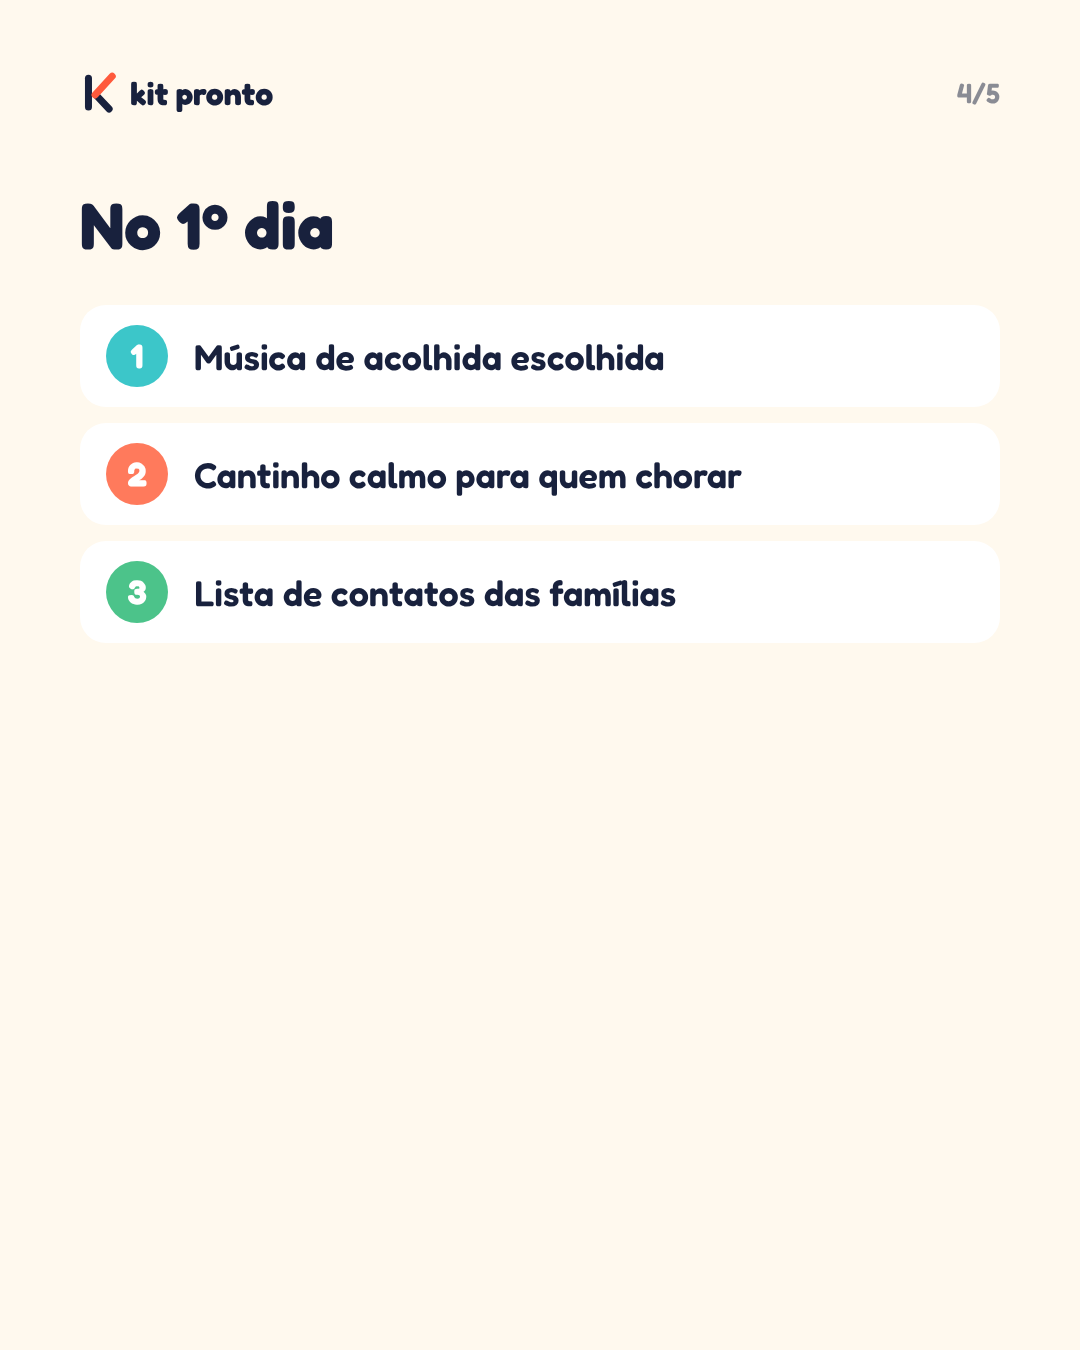 kit pronto
4/5
No 1º dia
1 Música de acolhida escolhida
2 Cantinho calmo para quem chorar
3 Lista de contatos das famílias